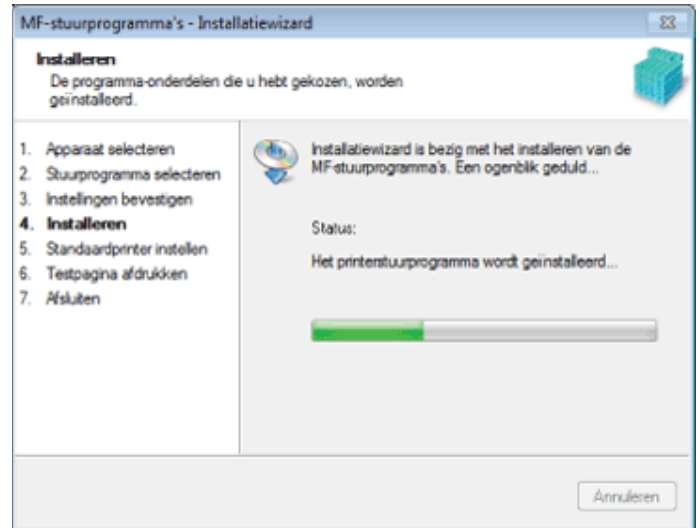 MF-stuurprogramma's - Installatiewizard
Installeren
De programma-onderdelen die u hebt gekozen, worden
geïnstalleerd.
1. Apparaat selecteren
2. Stuurprogramma selecteren
3. Instellingen bevestigen
4. Installeren
5. Standaardprinter instellen
6. Testpagina afdrukken
7. Afsluiten
Installatiewizard is bezig met het installeren van de
MF-stuurprogramma's. Een ogenblik geduld...
Status:
Het printerstuurprogramma wordt geïnstalleerd...
Annuleren